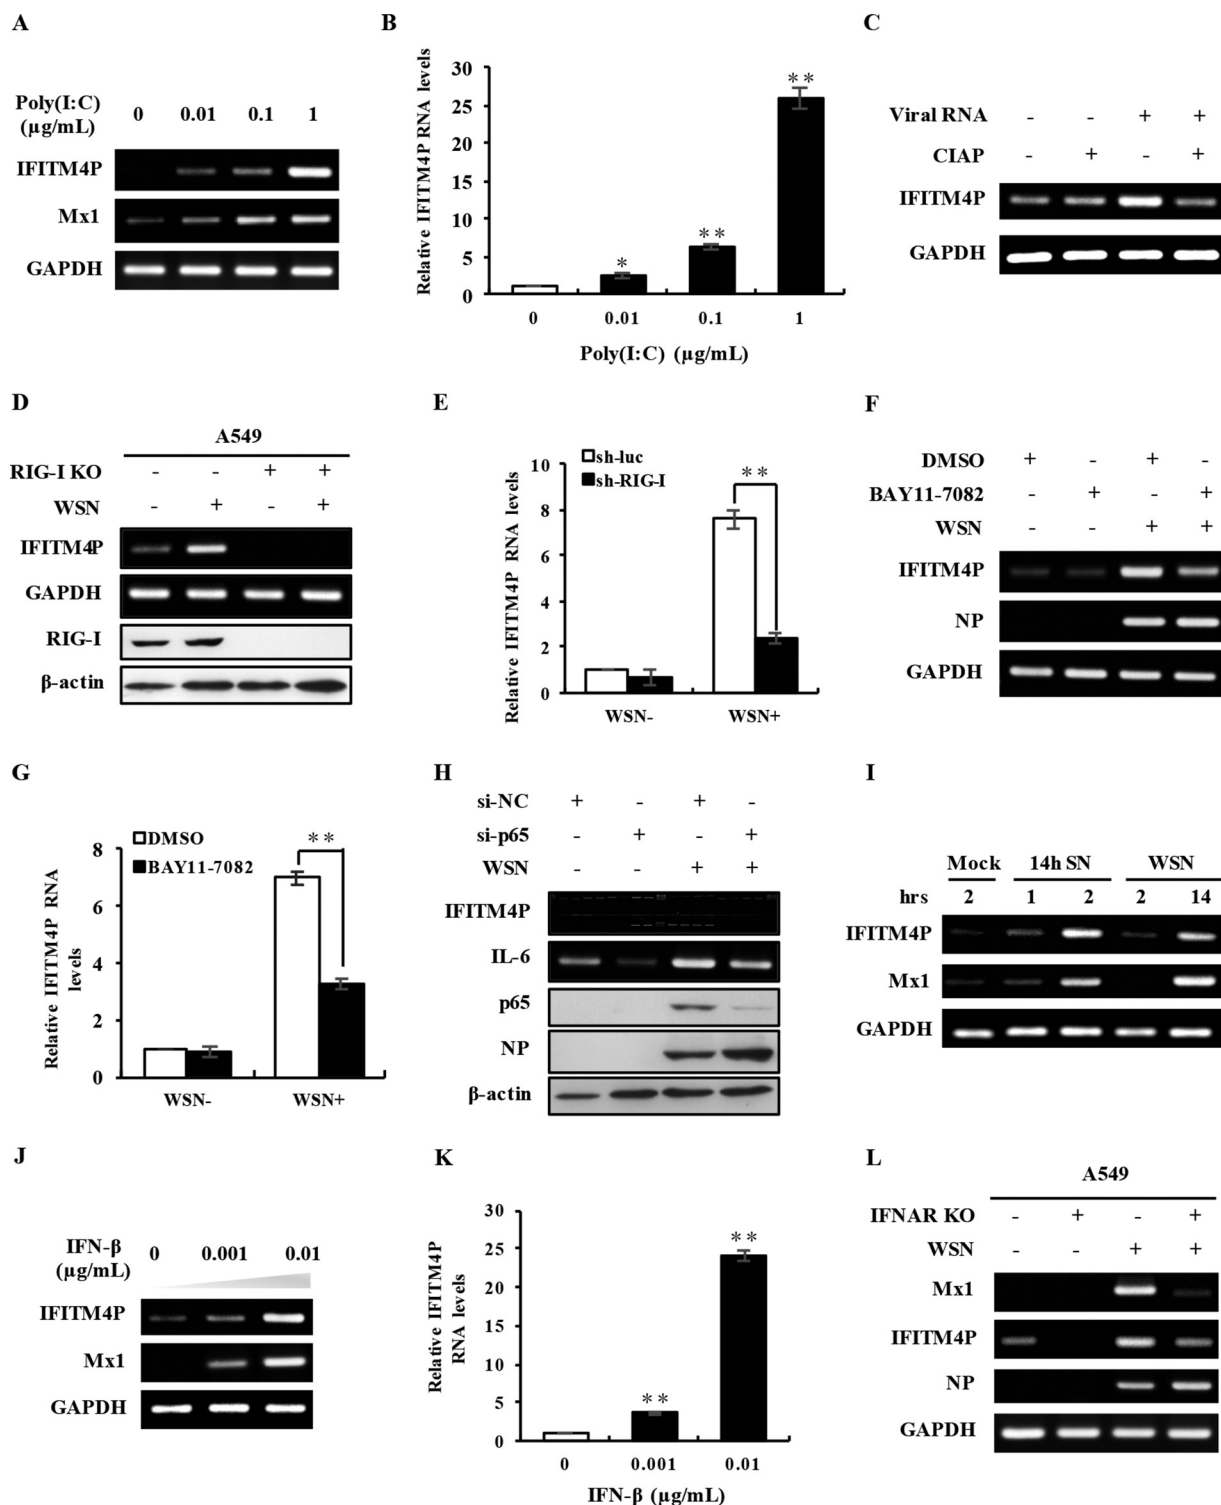 A
Poly(I:C)
(µg/mL)
0 0.01 0.1 1
IFITM4P
Mx1
GAPDH
B
Relative IFITM4P RNA levels
30
25
20
15
10
5
0
*
**
**
0 0.01 0.1 1
Poly(I:C) (µg/mL)
C
Viral RNA - - + +
CIAP - + - +
IFITM4P
GAPDH
D
A549
RIG-I KO - - + +
WSN - + - +
IFITM4P
GAPDH
RIG-I
β-actin
E
Relative IFITM4P RNA levels
10
8
6
4
2
0
sh-luc
sh-RIG-I
**
WSN- WSN+
F
DMSO + - + -
BAY11-7082 - + - +
WSN - - + +
IFITM4P
NP
GAPDH
G
Relative IFITM4P RNA
levels
8
6
4
2
0
DMSO
BAY11-7082
**
WSN- WSN+
H
si-NC + - + -
si-p65 - + - +
WSN - - + +
IFITM4P
IL-6
p65
NP
β-actin
I
Mock 14h SN WSN
hrs 2 1 2 2 14
IFITM4P
Mx1
GAPDH
J
IFN-β
(µg/mL)
0 0.001 0.01
IFITM4P
Mx1
GAPDH
K
Relative IFITM4P
RNA levels
30
25
20
15
10
5
0
**
**
0 0.001 0.01
IFN-β (µg/mL)
L
A549
IFNAR KO - + - +
WSN - - + +
Mx1
IFITM4P
NP
GAPDH